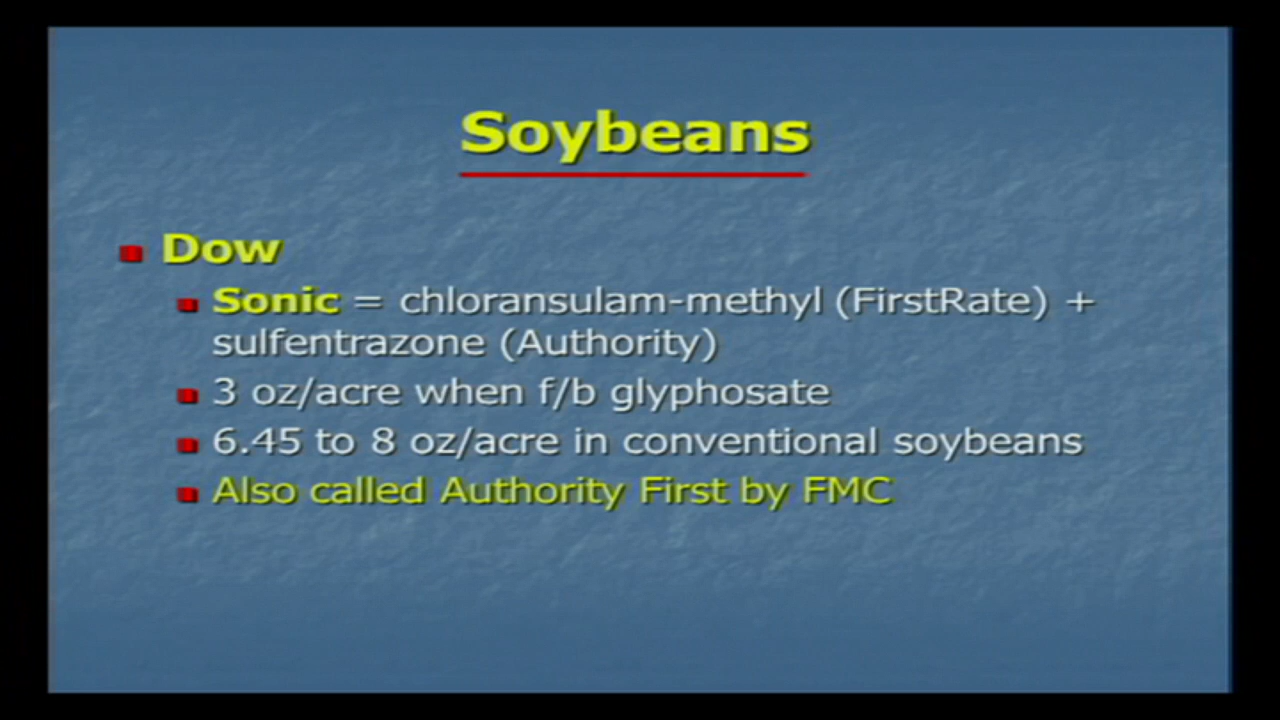 Soybeans
Dow
Sonic = chloransulam-methyl (FirstRate) +
sulfentrazone (Authority)
3 oz/acre when f/b glyphosate
6.45 to 8 oz/acre in conventional soybeans
Also called Authority First by FMC